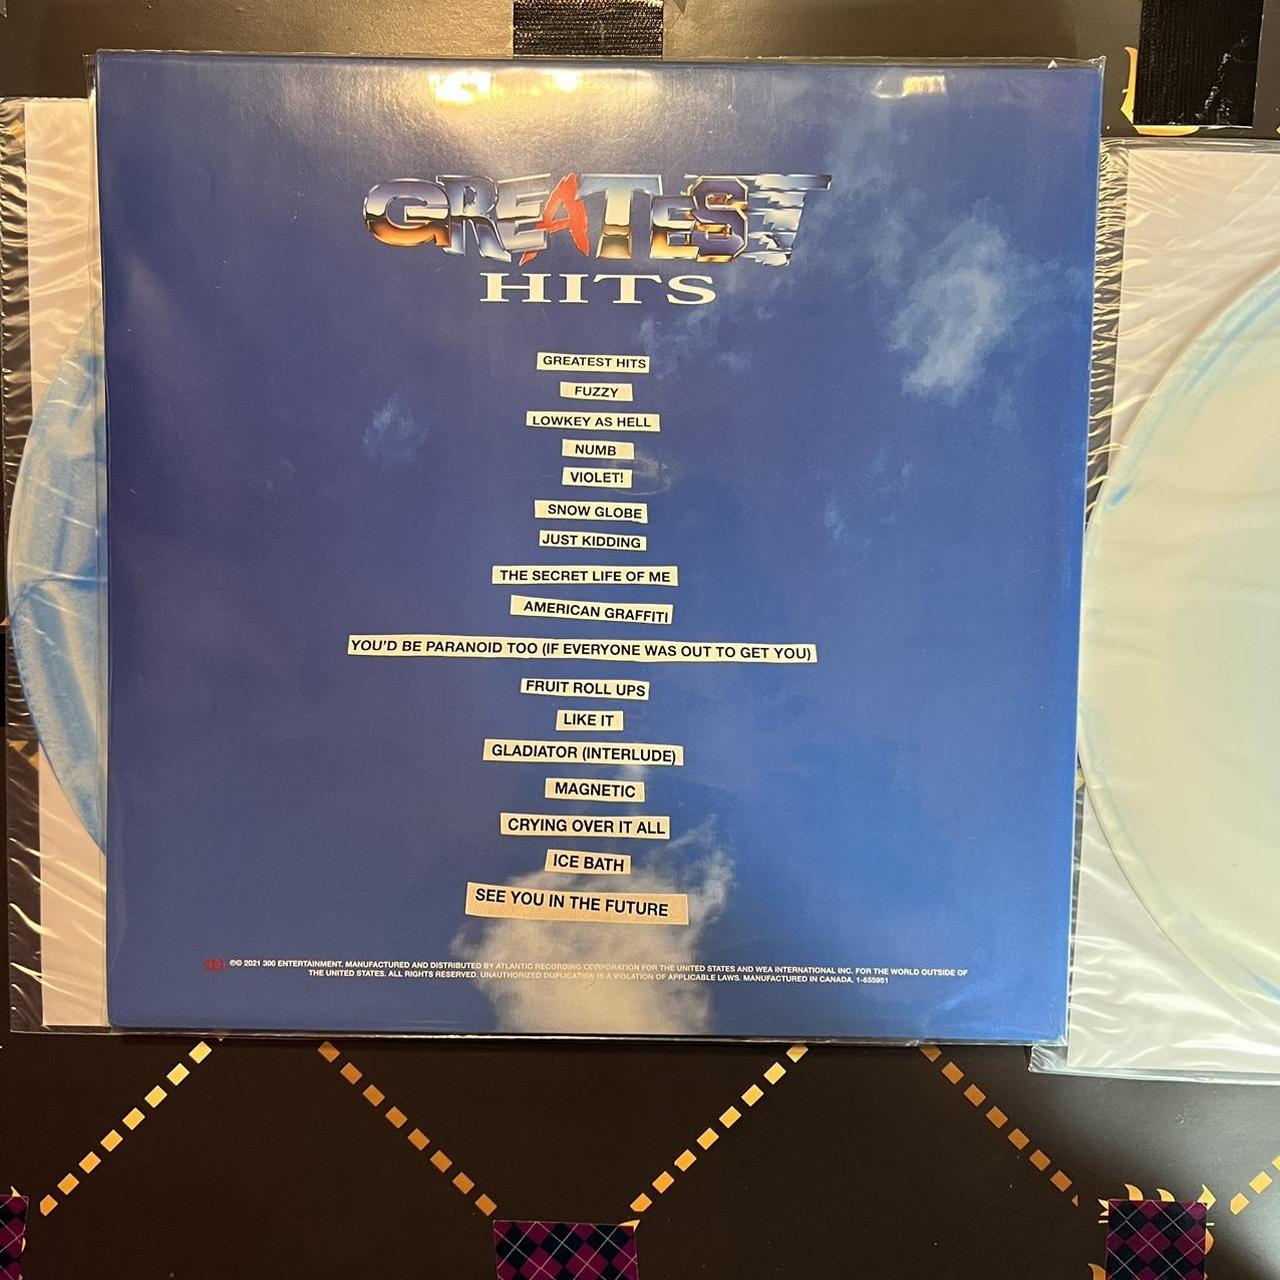 GREATEST
HITS
GREATEST HITS
FUZZY
LOWKEY AS HELL
NUMB
VIOLET!
SNOW GLOBE
JUST KIDDING
THE SECRET LIFE OF ME
AMERICAN GRAFFITI
YOU'D BE PARANOID TOO (IF EVERYONE WAS OUT TO GET YOU)
FRUIT ROLL UPS
LIKE IT
GLADIATOR (INTERLUDE)
MAGNETIC
CRYING OVER IT ALL
ICE BATH
SEE YOU IN THE FUTURE
300 ℗© 2021 300 ENTERTAINMENT. MANUFACTURED AND DISTRIBUTED BY ATLANTIC RECORDING CORPORATION FOR THE UNITED STATES AND WEA INTERNATIONAL INC. FOR THE WORLD OUTSIDE OF
THE UNITED STATES. ALL RIGHTS RESERVED. UNAUTHORIZED DUPLICATION IS A VIOLATION OF APPLICABLE LAWS. MANUFACTURED IN CANADA. 1-655951